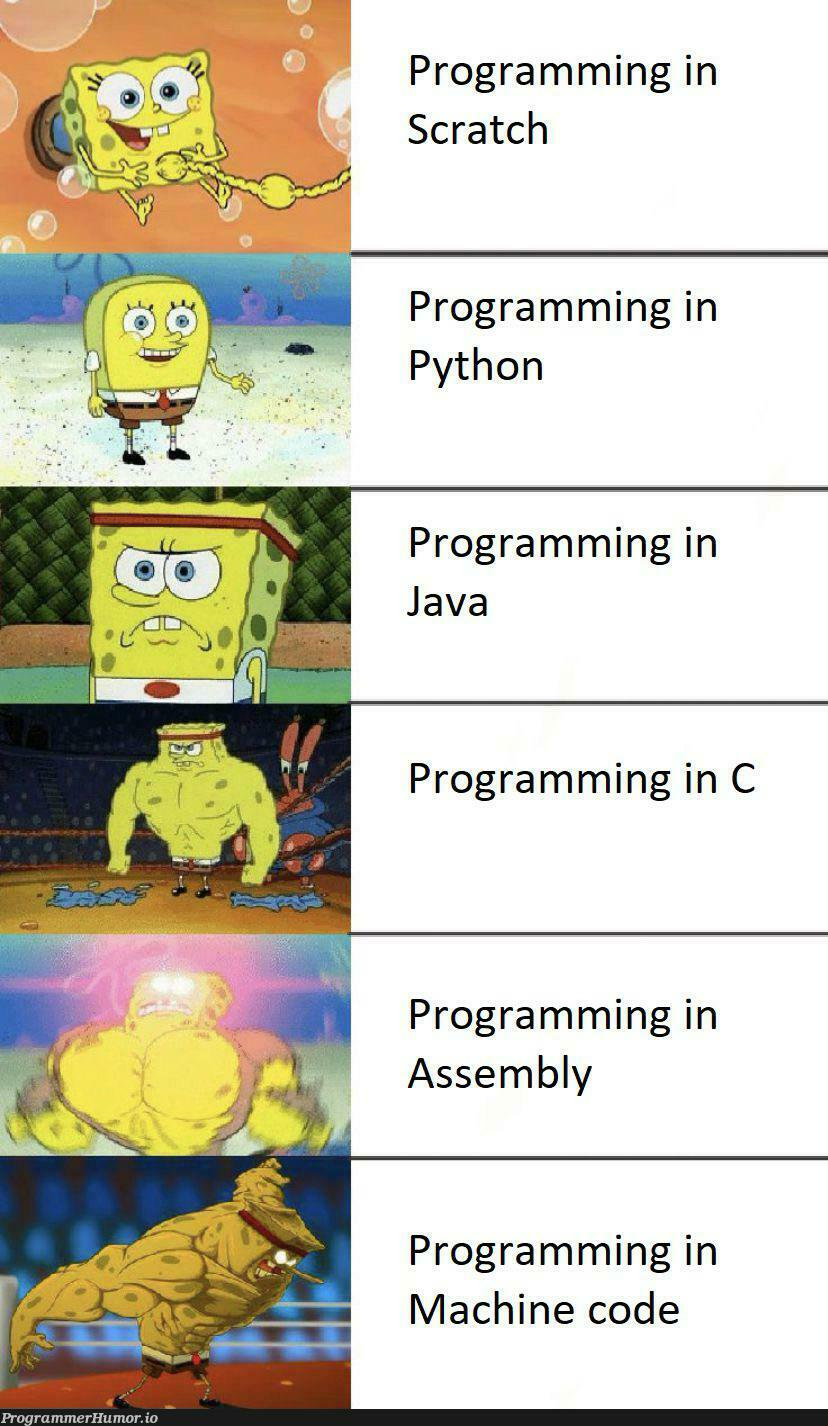 Programming in
Scratch
Programming in
Python
Programming in
Java
Programming in C
Programming in
Assembly
Programming in
Machine code
ProgrammerHumor.io